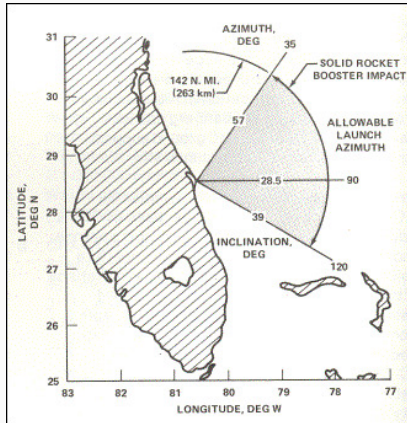 AZIMUTH,
DEG
35
SOLID ROCKET
BOOSTER IMPACT
142 N. MI.
(263 km)
57
ALLOWABLE
LAUNCH
AZIMUTH
28.5
90
39
INCLINATION,
DEG
120
LATITUDE,
DEG N
31
30
29
28
27
26
25
83
82
81
80
79
78
77
LONGITUDE, DEG W